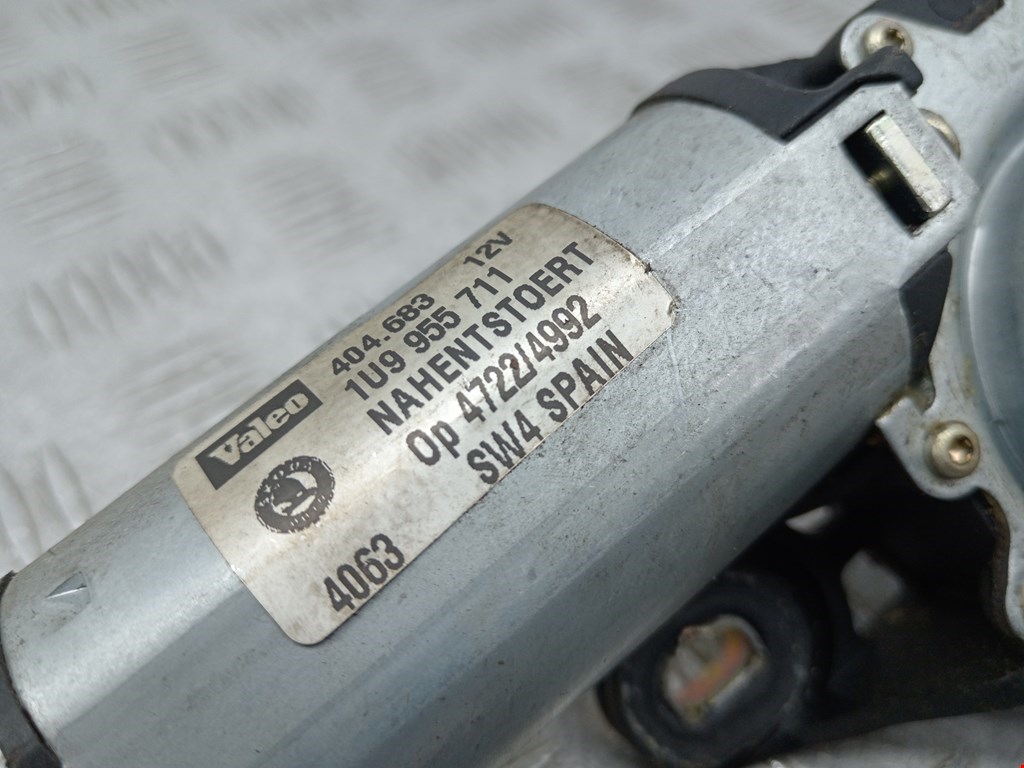 Valeo
404.683 12V
1U9 955 711
NAHENTSTOERT
Op 4722/4992
SW4 SPAIN
4063